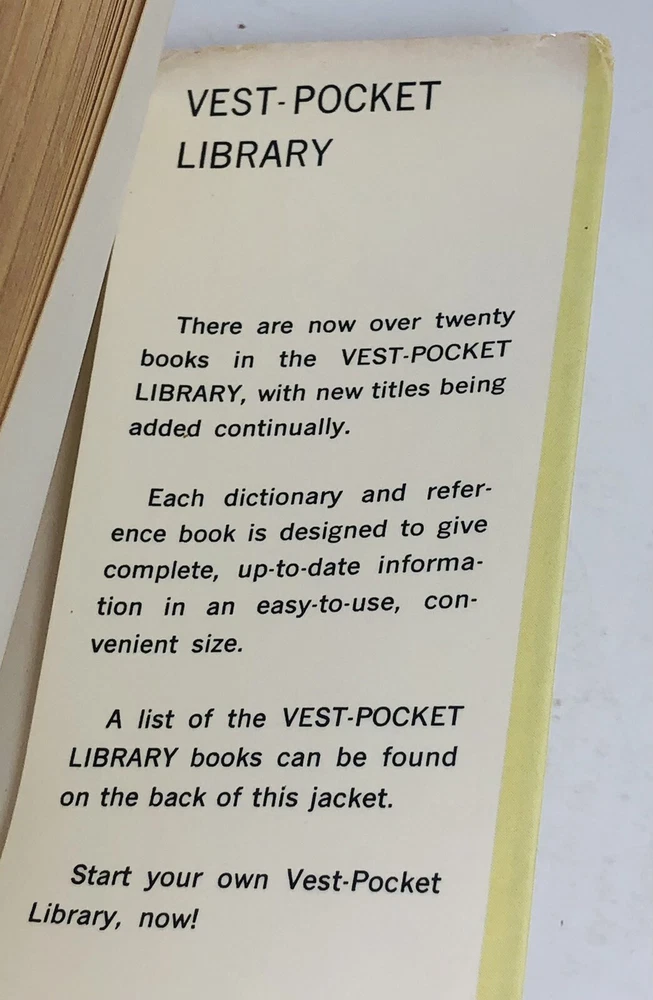 VEST-POCKET
LIBRARY
There are now over twenty
books in the VEST-POCKET
LIBRARY, with new titles being
added continually.
Each dictionary and refer-
ence book is designed to give
complete, up-to-date informa-
tion in an easy-to-use, con-
venient size.
A list of the VEST-POCKET
LIBRARY books can be found
on the back of this jacket.
Start your own Vest-Pocket
Library, now!